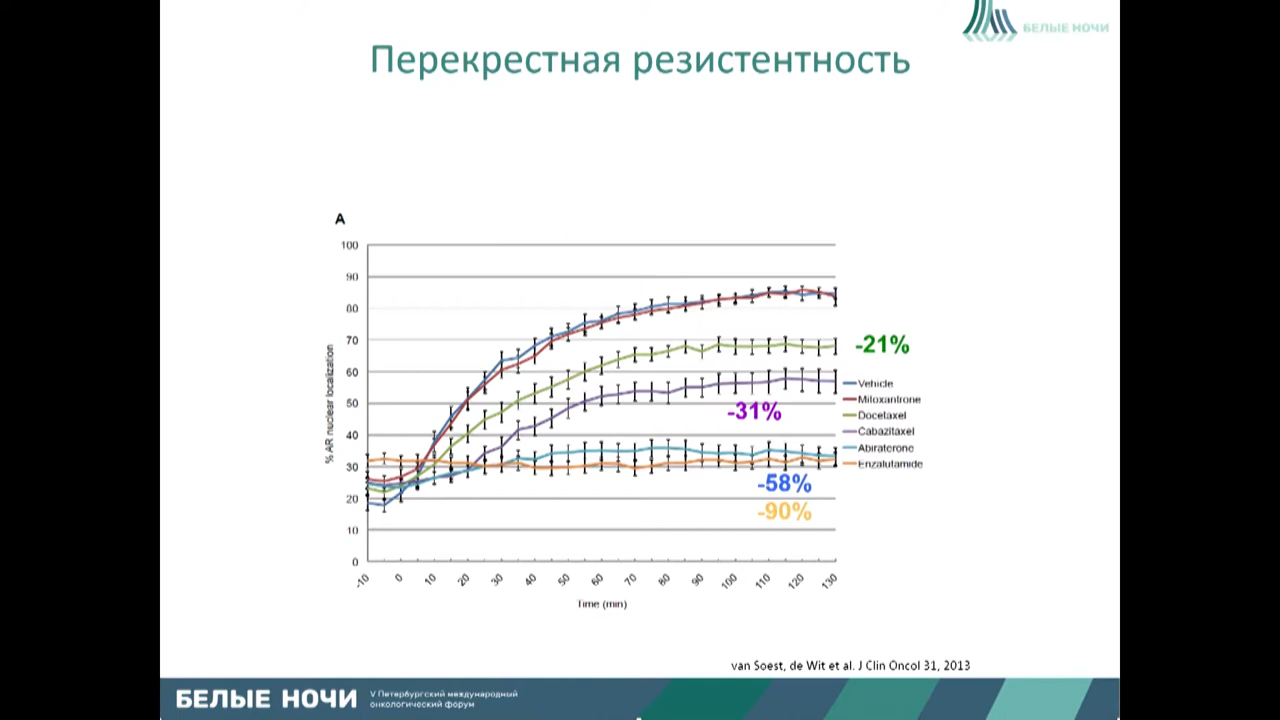 БЕЛЫЕ НОЧИ
Перекрестная резистентность
A
100
90
80
70
60
50
40
30
20
10
0
% AR nuclear localization
-10
0
10
20
30
40
50
60
70
80
90
100
110
120
130
Time (min)
-21%
-31%
-58%
-90%
Vehicle
Mitoxantrone
Docetaxel
Cabazitaxel
Abiraterone
Enzalutamide
van Soest, de Wit et al. J Clin Oncol 31, 2013
БЕЛЫЕ НОЧИ
V Петербургский международный
онкологический форум